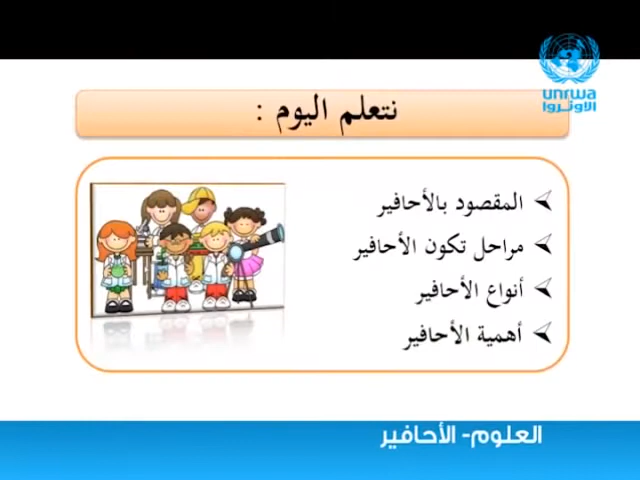 unrwa
الأونروا
نتعلم اليوم :
المقصود بالأحافير
مراحل تكون الأحافير
أنواع الأحافير
أهمية الأحافير
العلوم- الأحافير